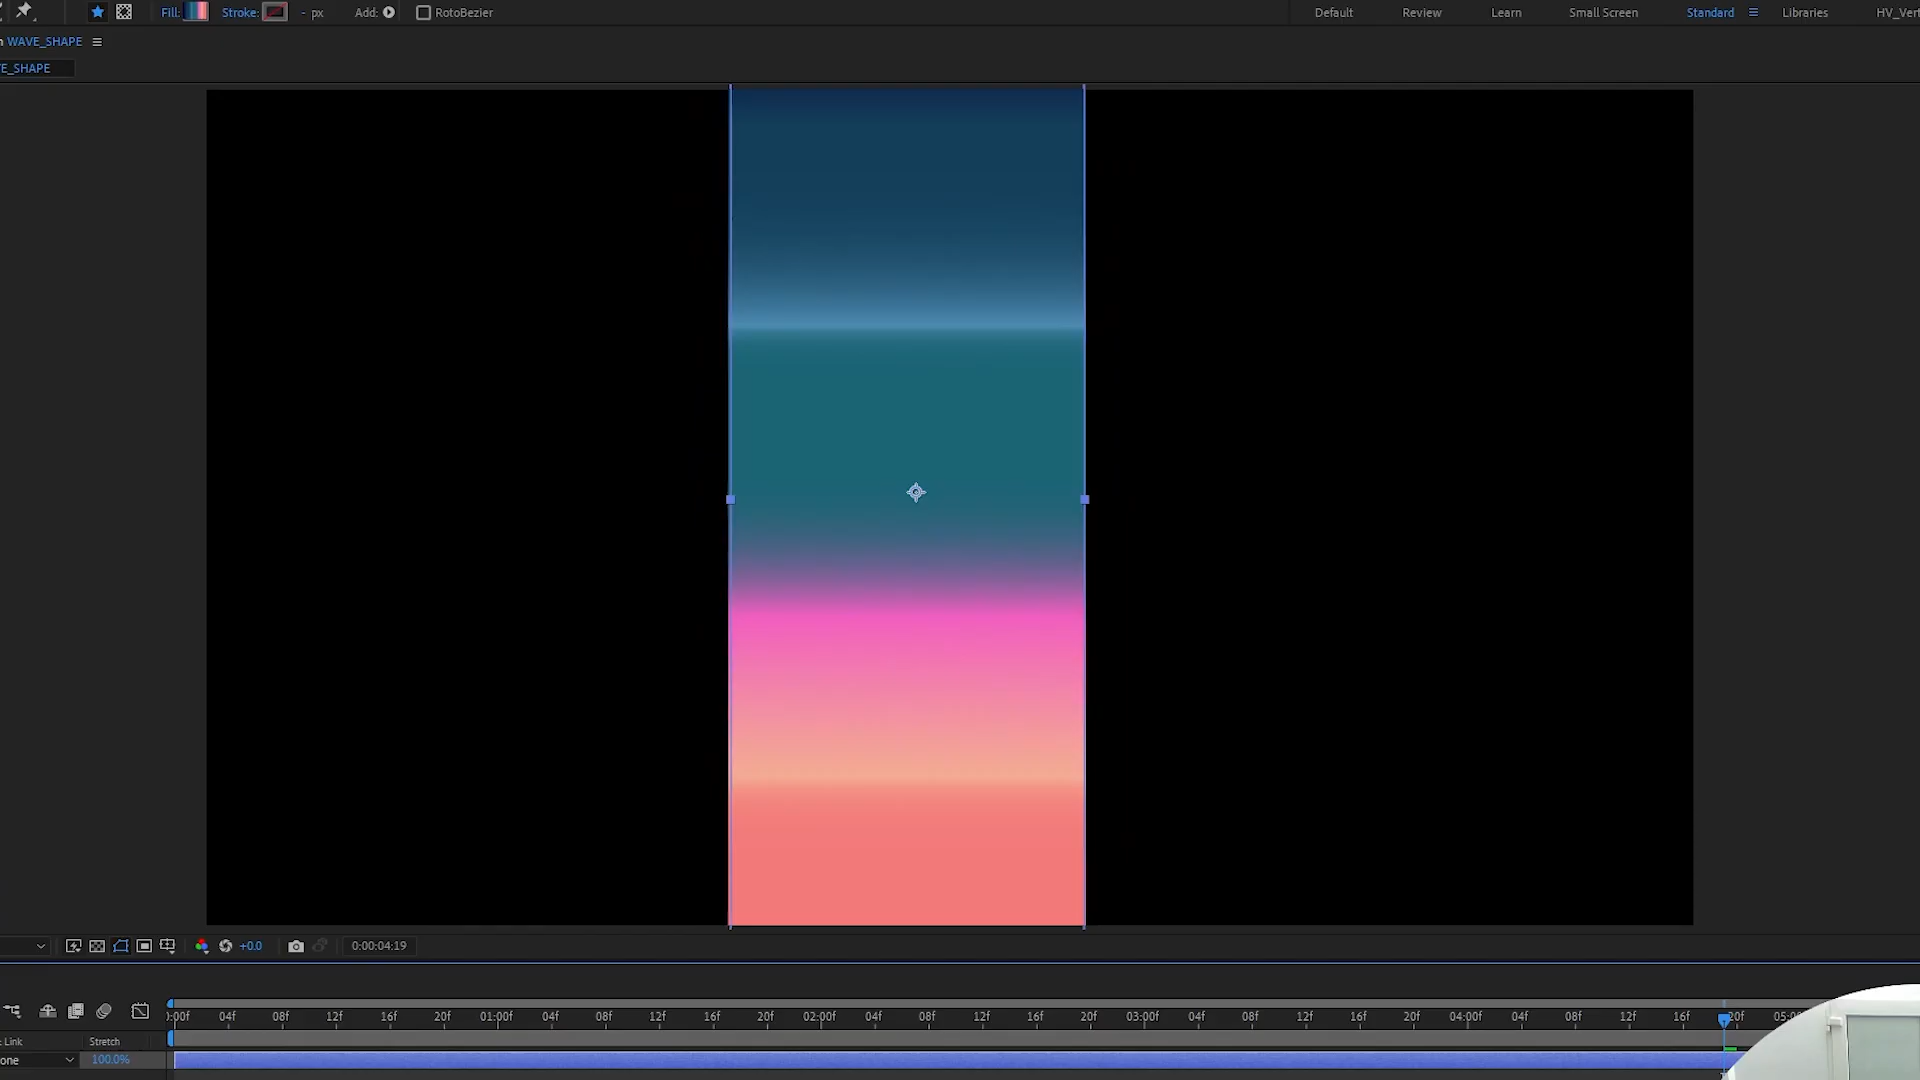 Fill: Stroke: - px Add: RotoBezier Default Review Learn Small Screen Standard Libraries HV_Vert
n WAVE_SHAPE
E_SHAPE
+0.0 0:00:04:19
):00f 04f 08f 12f 16f 20f 01:00f 04f 08f 12f 16f 20f 02:00f 04f 08f 12f 16f 20f 03:00f 04f 08f 12f 16f 20f 04:00f 04f 08f 12f 16f 20f 05:00
Link Stretch
one 100.0%